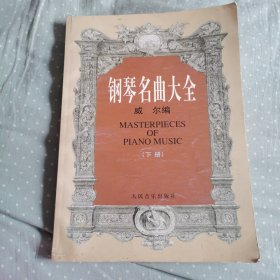 钢琴名曲大全
威尔编
MASTERPIECES
OF
PIANO MUSIC
(下册)
人民音乐出版社